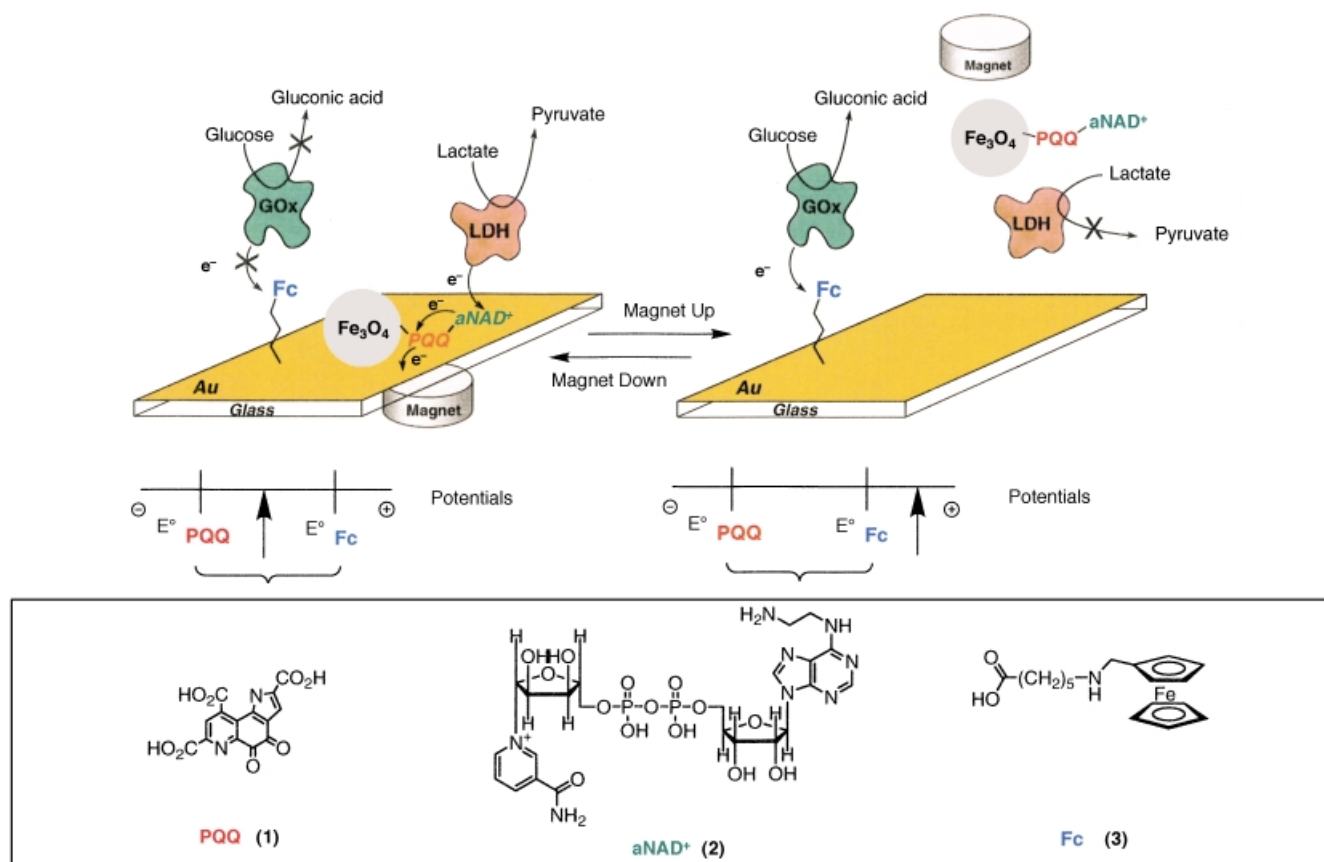 Gluconic acid
Glucose
GOx
e⁻
Fc
Lactate
Pyruvate
LDH
e⁻
Fe₃O₄
PQQ
aNAD⁺
e⁻
e⁻
Au
Glass
Magnet
Magnet Up
Magnet Down
Magnet
Gluconic acid
Glucose
GOx
e⁻
Fc
Fe₃O₄
PQQ
aNAD⁺
Lactate
LDH
Pyruvate
Au
Glass
⊖ ⊕ Potentials
E° PQQ E° Fc
⊖ ⊕ Potentials
E° PQQ E° Fc
CO₂H
HO₂C
N
HO₂C
N
O
O
PQQ (1)
H H
OH OH
O
H H
N⁺
O
NH₂
O O
O-P-O-P-O
OH OH
H₂N
NH
N
N
N
N
O
H H
H H
OH OH
aNAD⁺ (2)
O
HO
(CH₂)₅
N
H
Fe
Fc (3)